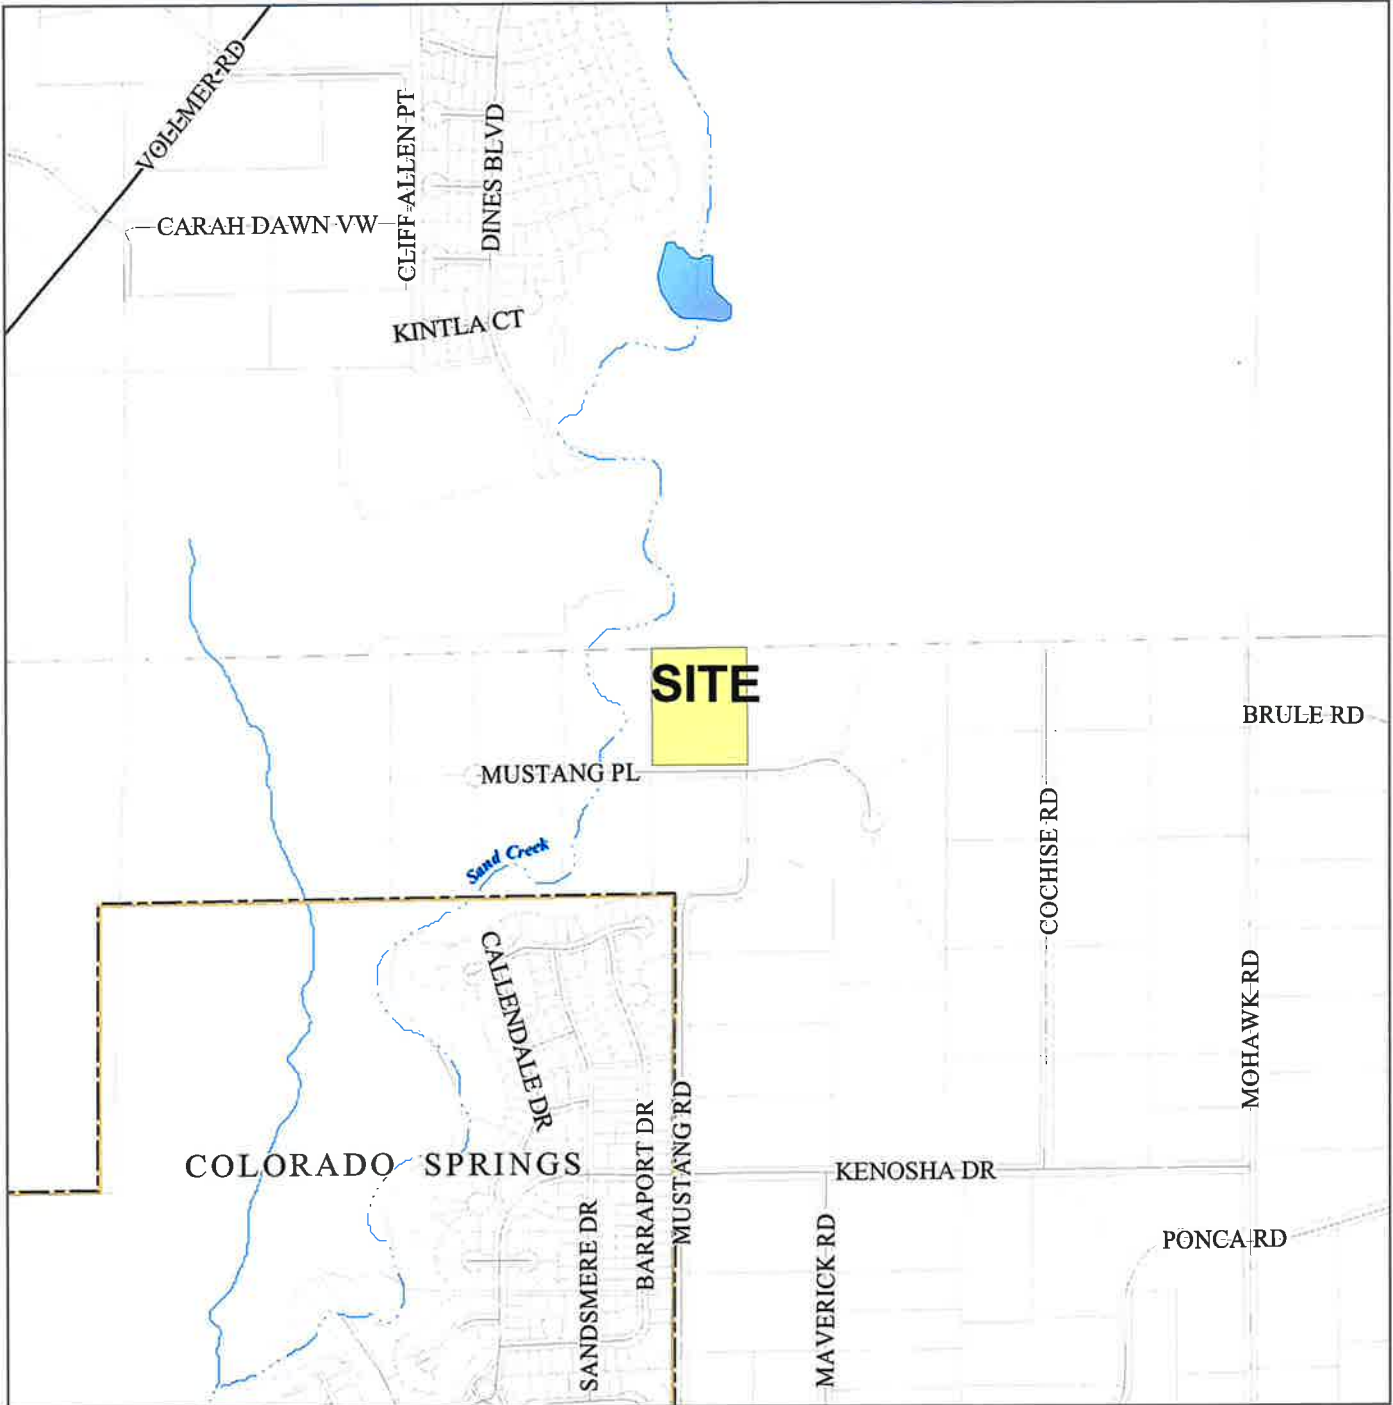 VOLLMER RD
CLIFF ALLEN PT
DINES BLVD
CARAH DAWN VW
KINTLA CT
SITE
BRULE RD
MUSTANG PL
COCHISE RD
Sand Creek
CALLENDALE DR
MOHAWK RD
COLORADO SPRINGS
BARRAPORT DR
MUSTANG RD
KENOSHA DR
SANDSMERE DR
MAVERICK RD
PONCA RD